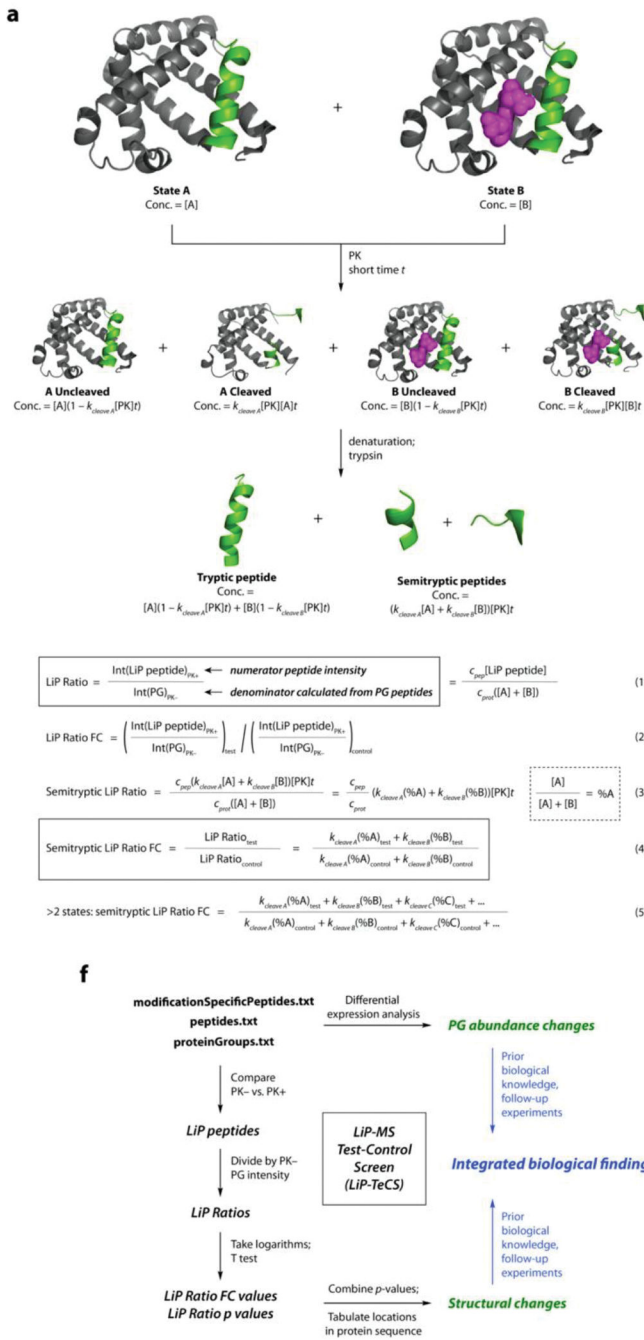 a
+
State A
Conc. = [A]
State B
Conc. = [B]
PK
short time t
+
+
+
A Uncleaved
Conc. = [A](1 – k_cleave A[PK]t)
A Cleaved
Conc. = k_cleave A[PK][A]t
B Uncleaved
Conc. = [B](1 – k_cleave B[PK]t)
B Cleaved
Conc. = k_cleave B[PK][B]t
denaturation;
trypsin
+
+
Tryptic peptide
Conc. =
[A](1 – k_cleave A[PK]t) + [B](1 – k_cleave B[PK]t)
Semitryptic peptides
Conc. =
(k_cleave A[A] + k_cleave B[B])[PK]t
LiP Ratio = Int(LiP peptide)PK+ ← numerator peptide intensity / Int(PG)PK– ← denominator calculated from PG peptides = c_pep[LiP peptide] / c_prot([A] + [B]) (1
LiP Ratio FC = (Int(LiP peptide)PK+ / Int(PG)PK–)test / (Int(LiP peptide)PK+ / Int(PG)PK–)control (2
Semitryptic LiP Ratio = c_pep(k_cleave A[A] + k_cleave B[B])[PK]t / c_prot([A] + [B]) = c_pep / c_prot (k_cleave A(%A) + k_cleave B(%B))[PK]t [A] / [A] + [B] = %A (3
Semitryptic LiP Ratio FC = LiP Ratio_test / LiP Ratio_control = k_cleave A(%A)test + k_cleave B(%B)test / k_cleave A(%A)control + k_cleave B(%B)control (4
>2 states: semitryptic LiP Ratio FC = k_cleave A(%A)test + k_cleave B(%B)test + k_cleave C(%C)test + ... / k_cleave A(%A)control + k_cleave B(%B)control + k_cleave C(%C)control + ... (5
f
modificationSpecificPeptides.txt
peptides.txt
proteinGroups.txt
Differential
expression analysis
PG abundance changes
Compare
PK– vs. PK+
Prior
biological
knowledge,
follow-up
experiments
LiP peptides
LiP-MS
Test-Control
Screen
(LiP-TeCS)
Integrated biological finding
Divide by PK–
PG intensity
LiP Ratios
Take logarithms;
T test
Prior
biological
knowledge,
follow-up
experiments
LiP Ratio FC values
LiP Ratio p values
Combine p-values;
Tabulate locations
in protein sequence
Structural changes